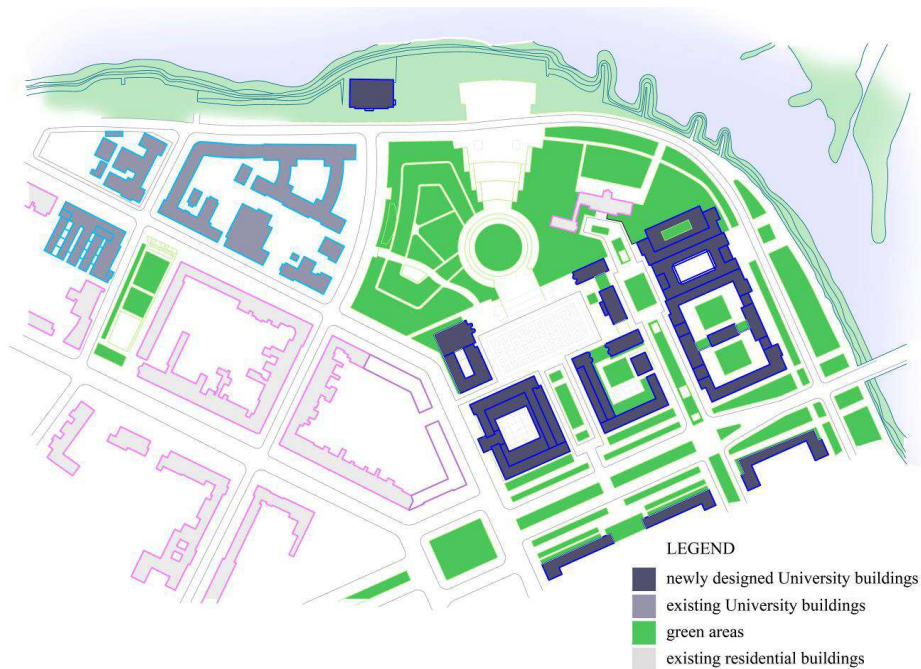 LEGEND
newly designed University buildings
existing University buildings
green areas
existing residential buildings